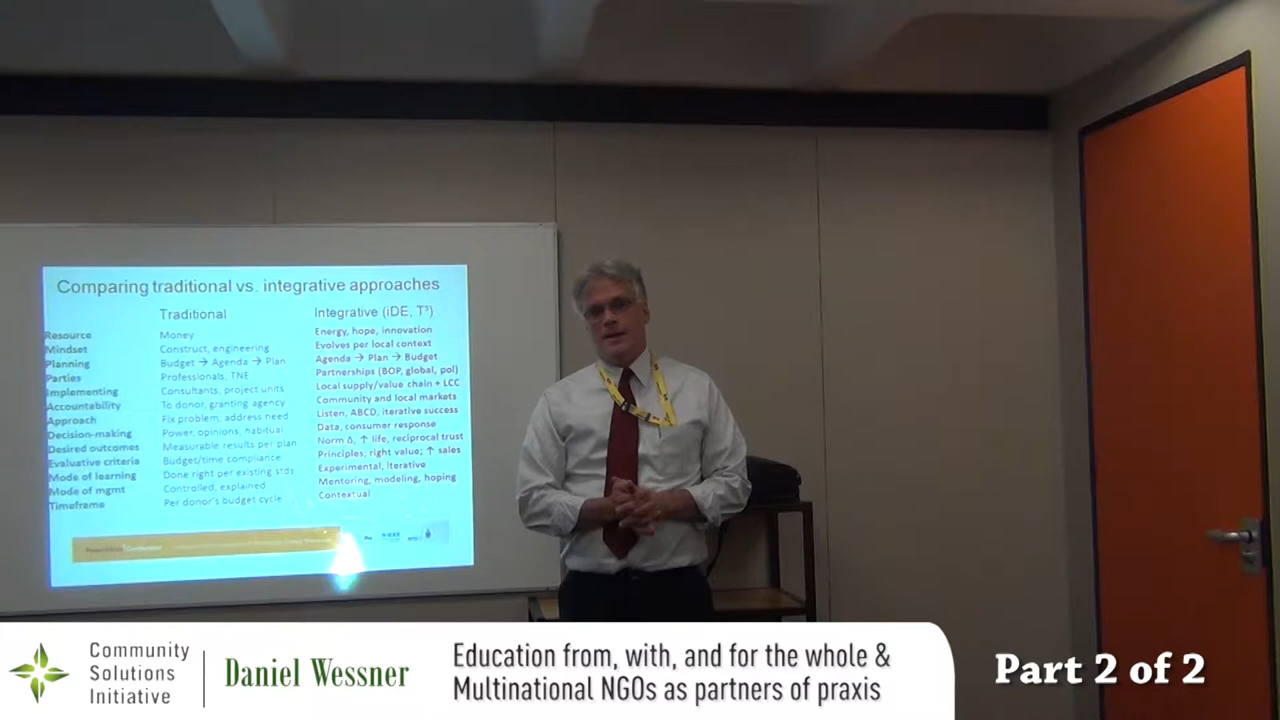 Comparing traditional vs. integrative approaches
Traditional Integrative (iDE, T³)
Resource Money Energy, hope, innovation
Mindset Construct, engineering Evolves per local context
Planning Budget → Agenda → Plan Agenda → Plan → Budget
Parties Professionals, TNE Partnerships (BOP, global, pol)
Implementing Consultants, project units Local supply/value chain + LCC
Accountability To donor, granting agency Community and local markets
Approach Fix problem, address need Listen, ABCD, iterative success
Decision-making Power, opinions, habitual Data, consumer response
Desired outcomes Measurable results per plan Norm δ, ↑ life, reciprocal trust
Evaluative criteria Budget/time compliance Principles; right value; ↑ sales
Mode of learning Done right per existing stds Experimental, Iterative
Mode of mgmt Controlled, explained Mentoring, modeling, hoping
Timeframe Per donor's budget cycle Contextual
IEEE
Community
Solutions
Initiative
Daniel Wessner
Education from, with, and for the whole &
Multinational NGOs as partners of praxis
Part 2 of 2